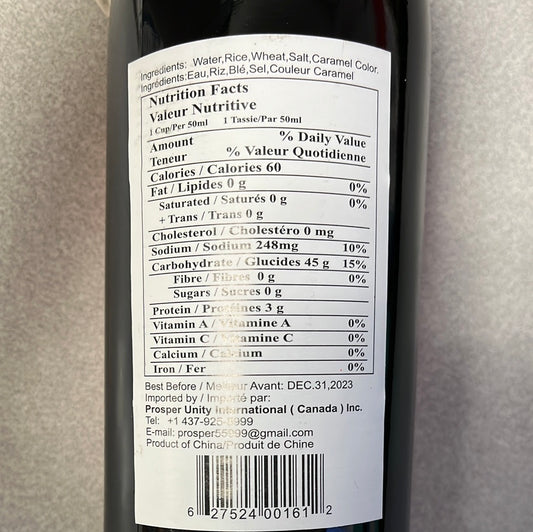 Ingredients: Water,Rice,Wheat,Salt,Caramel Color.
Ingrédients:Eau,Riz,Blé,Sel,Couleur Caramel
Nutrition Facts
Valeur Nutritive
1 Cup/Per 50ml 1 Tassie/Par 50ml
Amount % Daily Value
Teneur % Valeur Quotidienne
Calories / Calories 60
Fat / Lipides 0 g 0%
Saturated / Saturés 0 g 0%
+ Trans / Trans 0 g
Cholesterol / Cholestéro 0 mg
Sodium / Sodium 248mg 10%
Carbohydrate / Glucides 45 g 15%
Fibre / Fibres 0 g 0%
Sugars / Sucres 0 g
Protein / Protéines 3 g
Vitamin A / Vitamine A 0%
Vitamin C / Vitamine C 0%
Calcium / Calcium 0%
Iron / Fer 0%
Best Before / Meilleur Avant: DEC.31,2023
Imported by / Importé par:
Prosper Unity International ( Canada ) Inc.
Tel: +1 437-925-9999
E-mail: prosper55999@gmail.com
Product of China/Produit de Chine
6 27524 00161 2